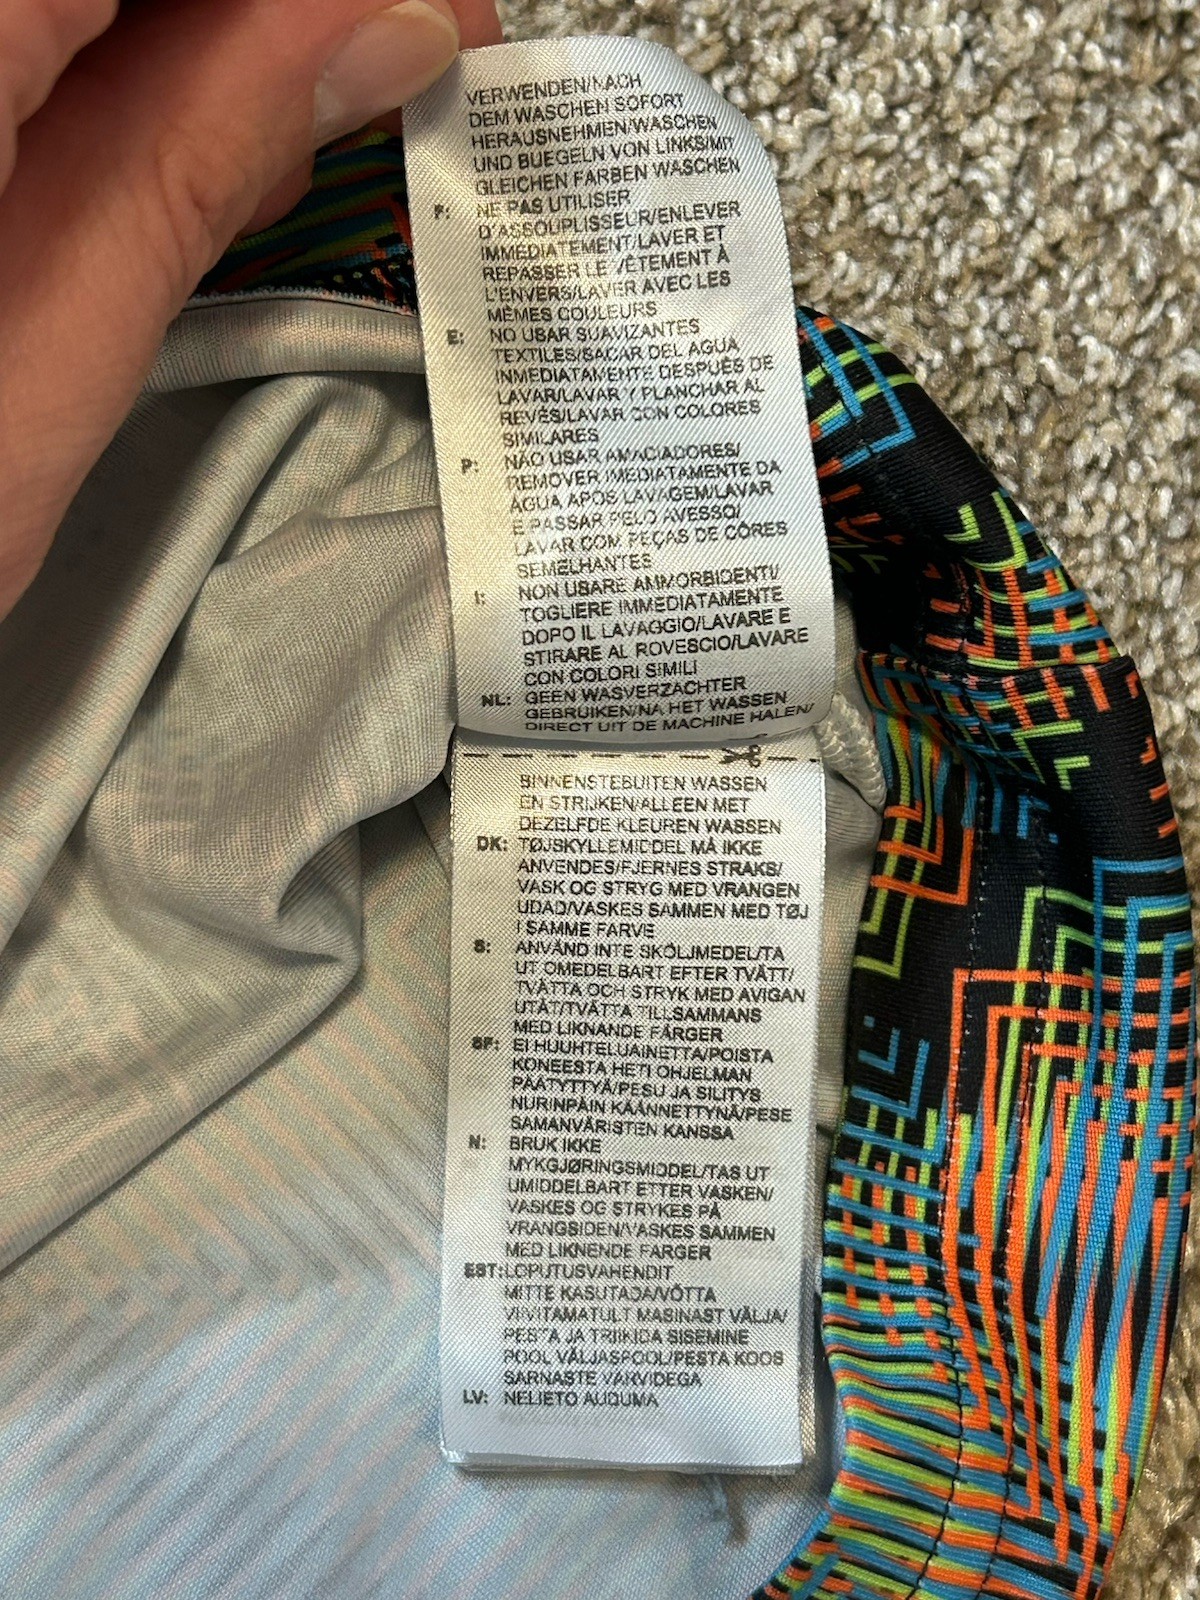 VERWENDEN/NACH
DEM WASCHEN SOFORT
HERAUSNEHMEN/WASCHEN
UND BUEGELN VON LINKS/MIT
GLEICHEN FARBEN WASCHEN
F: NE PAS UTILISER
D'ASSOUPLISSEUR/ENLEVER
IMMÉDIATEMENT/LAVER ET
REPASSER LE VÊTEMENT À
L'ENVERS/LAVER AVEC LES
MÊMES COULEURS
E: NO USAR SUAVIZANTES
TEXTILES/SACAR DEL AGUA
INMEDIATAMENTE DESPUÉS DE
LAVAR/LAVAR Y PLANCHAR AL
REVÉS/LAVAR CON COLORES
SIMILARES
P: NÃO USAR AMACIADORES/
REMOVER IMEDIATAMENTE DA
ÁGUA APOS LAVAGEM/LAVAR
E PASSAR PELO AVESSO/
LAVAR COM PEÇAS DE CÔRES
SEMELHANTES
I: NON USARE AMMORBIDENTI/
TOGLIERE IMMEDIATAMENTE
DOPO IL LAVAGGIO/LAVARE E
STIRARE AL ROVESCIO/LAVARE
CON COLORI SIMILI
NL: GEEN WASVERZACHTER
GEBRUIKEN/NA HET WASSEN
DIRECT UIT DE MACHINE HALEN/
BINNENSTEBUITEN WASSEN
EN STRIJKEN/ALLEEN MET
DEZELFDE KLEUREN WASSEN
DK: TØJSKYLLEMIDDEL MÅ IKKE
ANVENDES/FJERNES STRAKS/
VASK OG STRYG MED VRANGEN
UDAD/VASKES SAMMEN MED TØJ
I SAMME FARVE
S: ANVÄND INTE SKÖLJMEDEL/TA
UT OMEDELBART EFTER TVÄTT/
TVÄTTA OCH STRYK MED AVIGAN
UTÅT/TVÄTTA TILLSAMMANS
MED LIKNANDE FÄRGER
SF: EI HUUHTELUAINETTA/POISTA
KONEESTA HETI OHJELMAN
PÄÄTYTTYÄ/PESU JA SILITYS
NURINPÄIN KÄÄNNETTYNÄ/PESE
SAMANVÄRISTEN KANSSA
N: BRUK IKKE
MYKGJØRINGSMIDDEL/TAS UT
UMIDDELBART ETTER VASKEN/
VASKES OG STRYKES PÅ
VRANGSIDEN/VASKES SAMMEN
MED LIKNENDE FARGER
EST: LOPUTUSVAHENDIT
MITTE KASUTADA/VÕTTA
VIIVITAMATULT MASINAST VÄLJA/
PESTA JA TRIIKIDA SISEMINE
POOL VÄLJASPOOL/PESTA KOOS
SARNASTE VÄRVIDEGA
LV: NELIETO AUDUMA